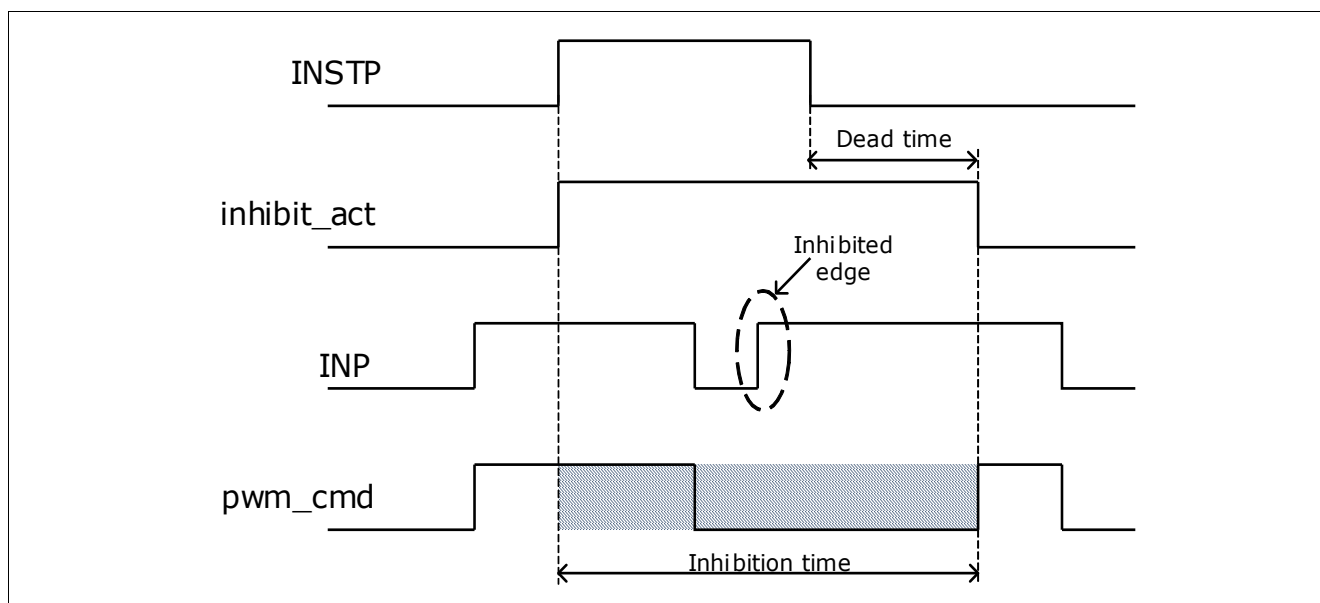 INSTP
Dead time
inhibit_act
Inhibited
edge
INP
pwm_cmd
Inhibition time